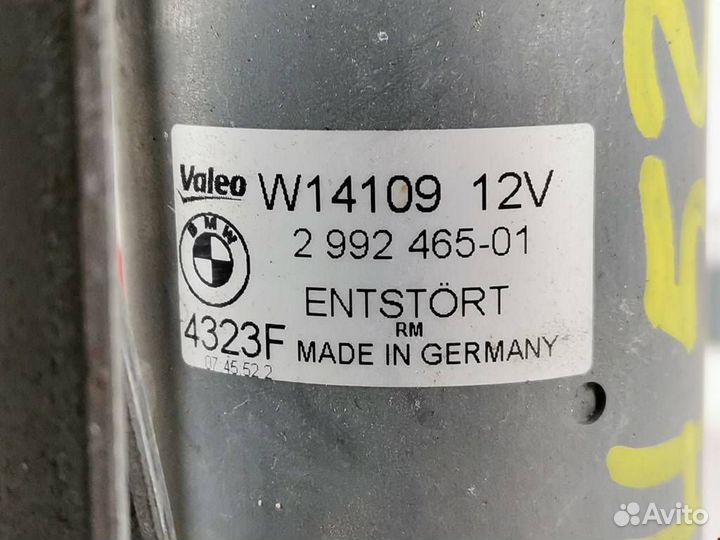 Valeo W14109 12V
BMW
2 992 465-01
ENTSTÖRT
RM
4323F MADE IN GERMANY
07 45.52 2
Avito